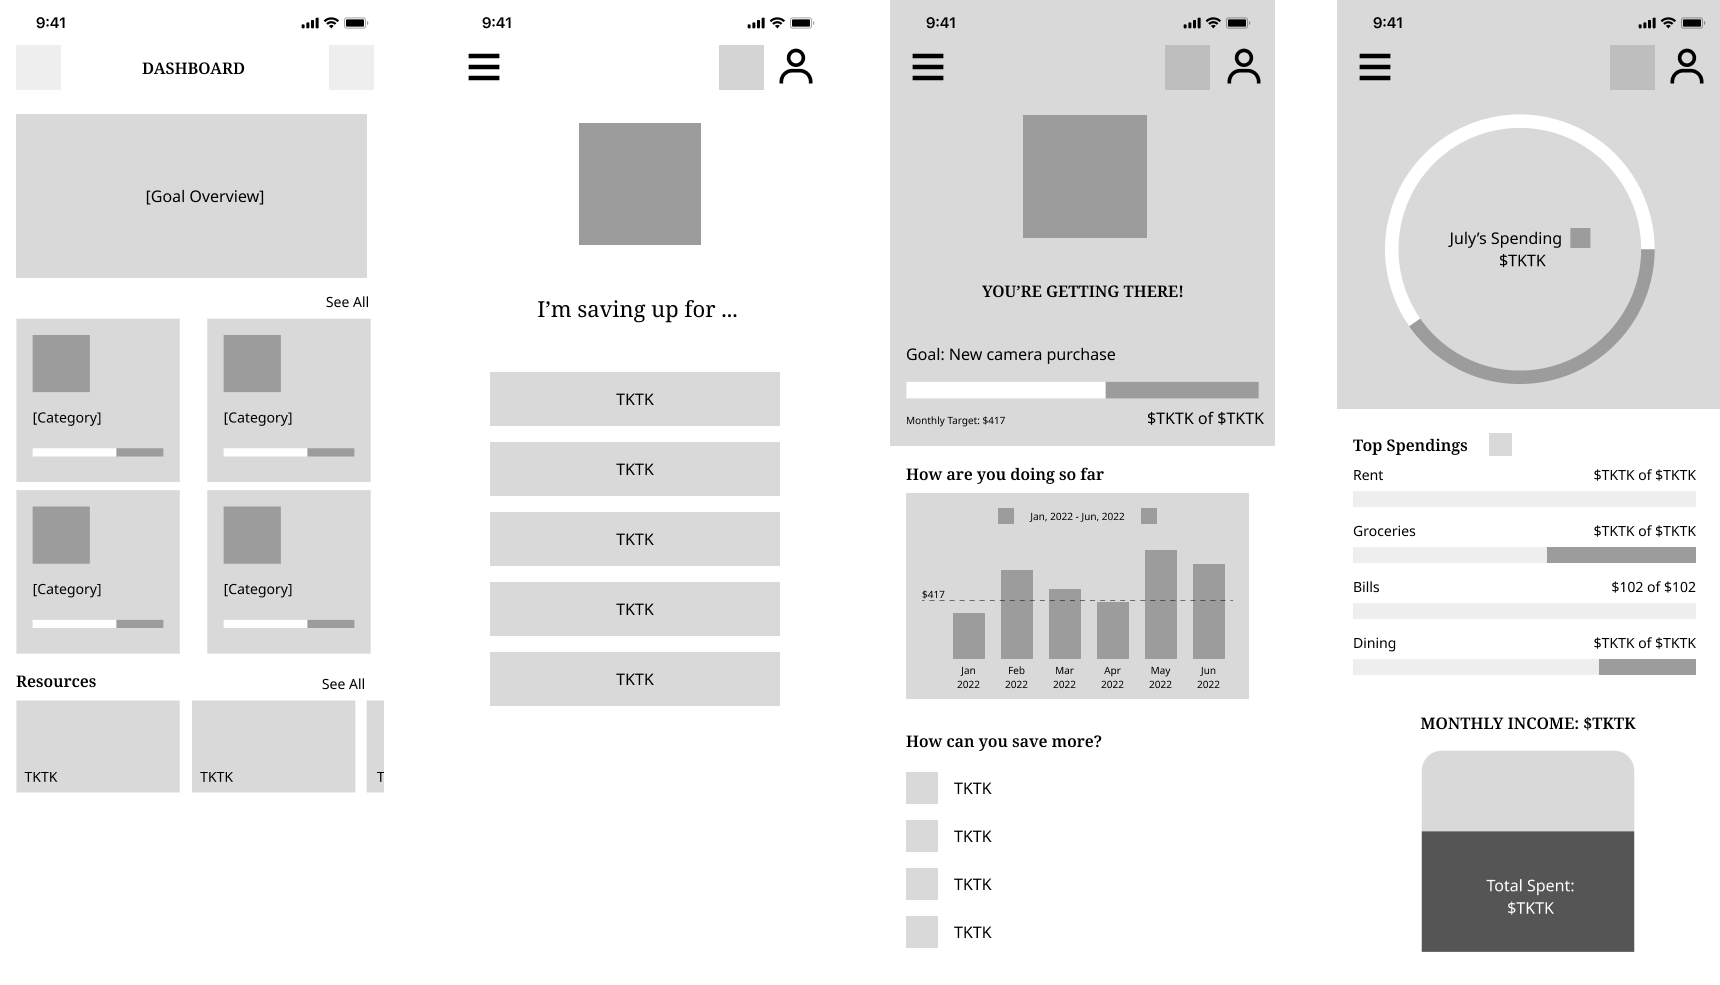 9:41
DASHBOARD
[Goal Overview]
See All
[Category]
[Category]
[Category]
[Category]
Resources
See All
TKTK
TKTK
T
9:41
I’m saving up for ...
TKTK
TKTK
TKTK
TKTK
TKTK
9:41
YOU’RE GETTING THERE!
Goal: New camera purchase
Monthly Target: $417
$TKTK of $TKTK
How are you doing so far
Jan, 2022 - Jun, 2022
$417
Jan Feb Mar Apr May Jun
2022 2022 2022 2022 2022 2022
How can you save more?
TKTK
TKTK
TKTK
TKTK
9:41
July’s Spending
$TKTK
Top Spendings
Rent $TKTK of $TKTK
Groceries $TKTK of $TKTK
Bills $102 of $102
Dining $TKTK of $TKTK
MONTHLY INCOME: $TKTK
Total Spent:
$TKTK